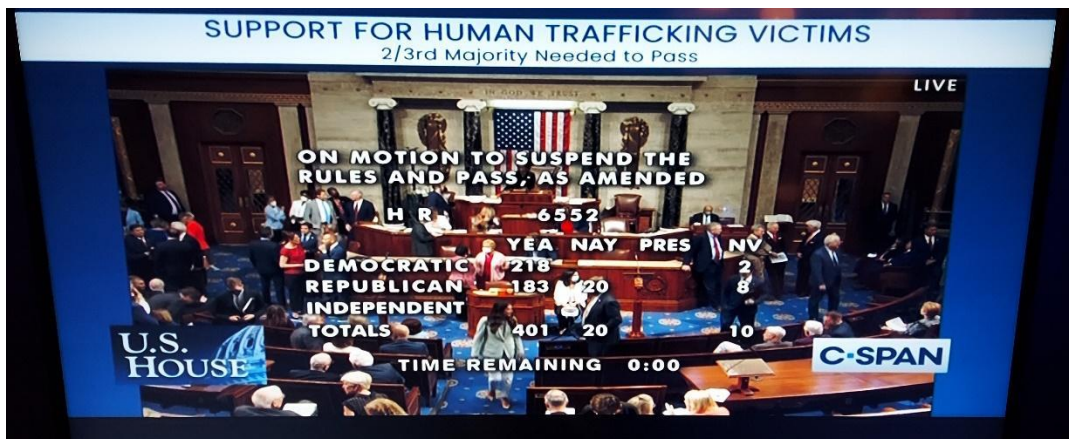 SUPPORT FOR HUMAN TRAFFICKING VICTIMS
2/3rd Majority Needed to Pass
LIVE
IN GOD WE TRUST
ON MOTION TO SUSPEND THE
RULES AND PASS, AS AMENDED
H R 6552
YEA NAY PRES NV
DEMOCRATIC 218 2
REPUBLICAN 183 20 8
INDEPENDENT
TOTALS 401 20 10
TIME REMAINING 0:00
U.S.
HOUSE
C-SPAN